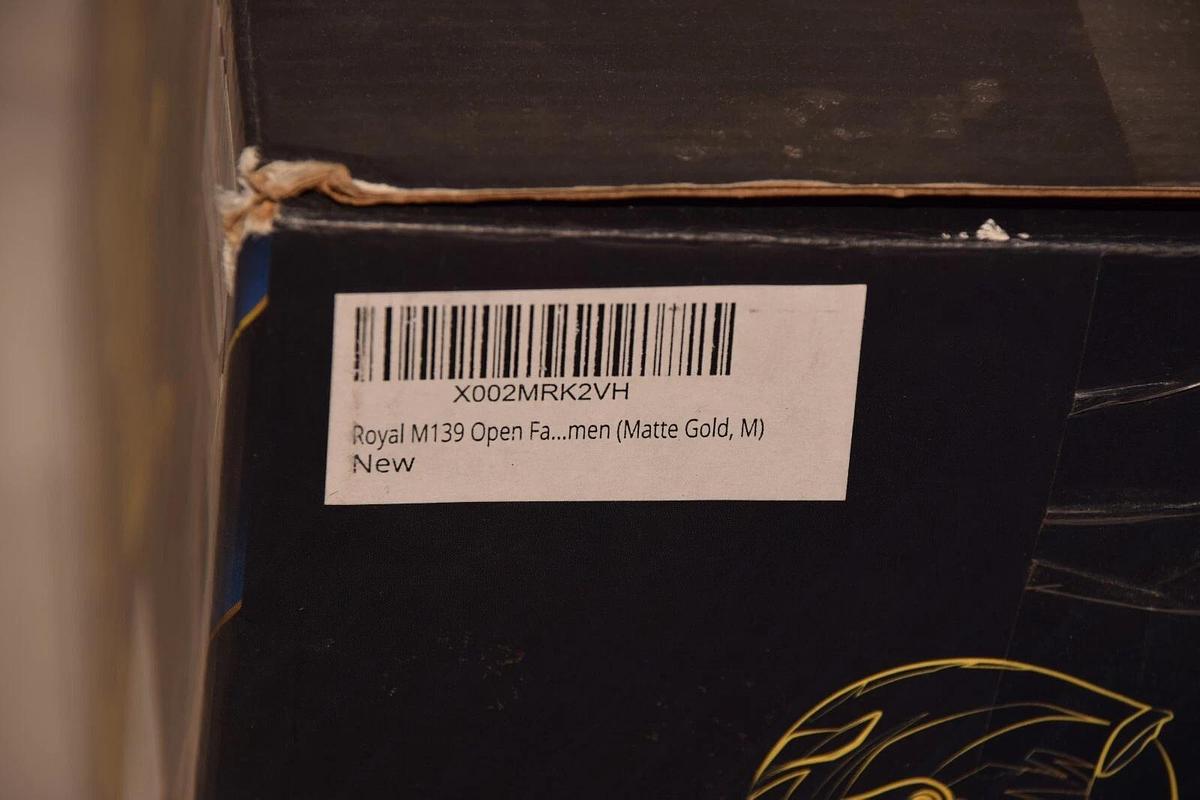 X002MRK2VH
Royal M139 Open Fa...men (Matte Gold, M)
New